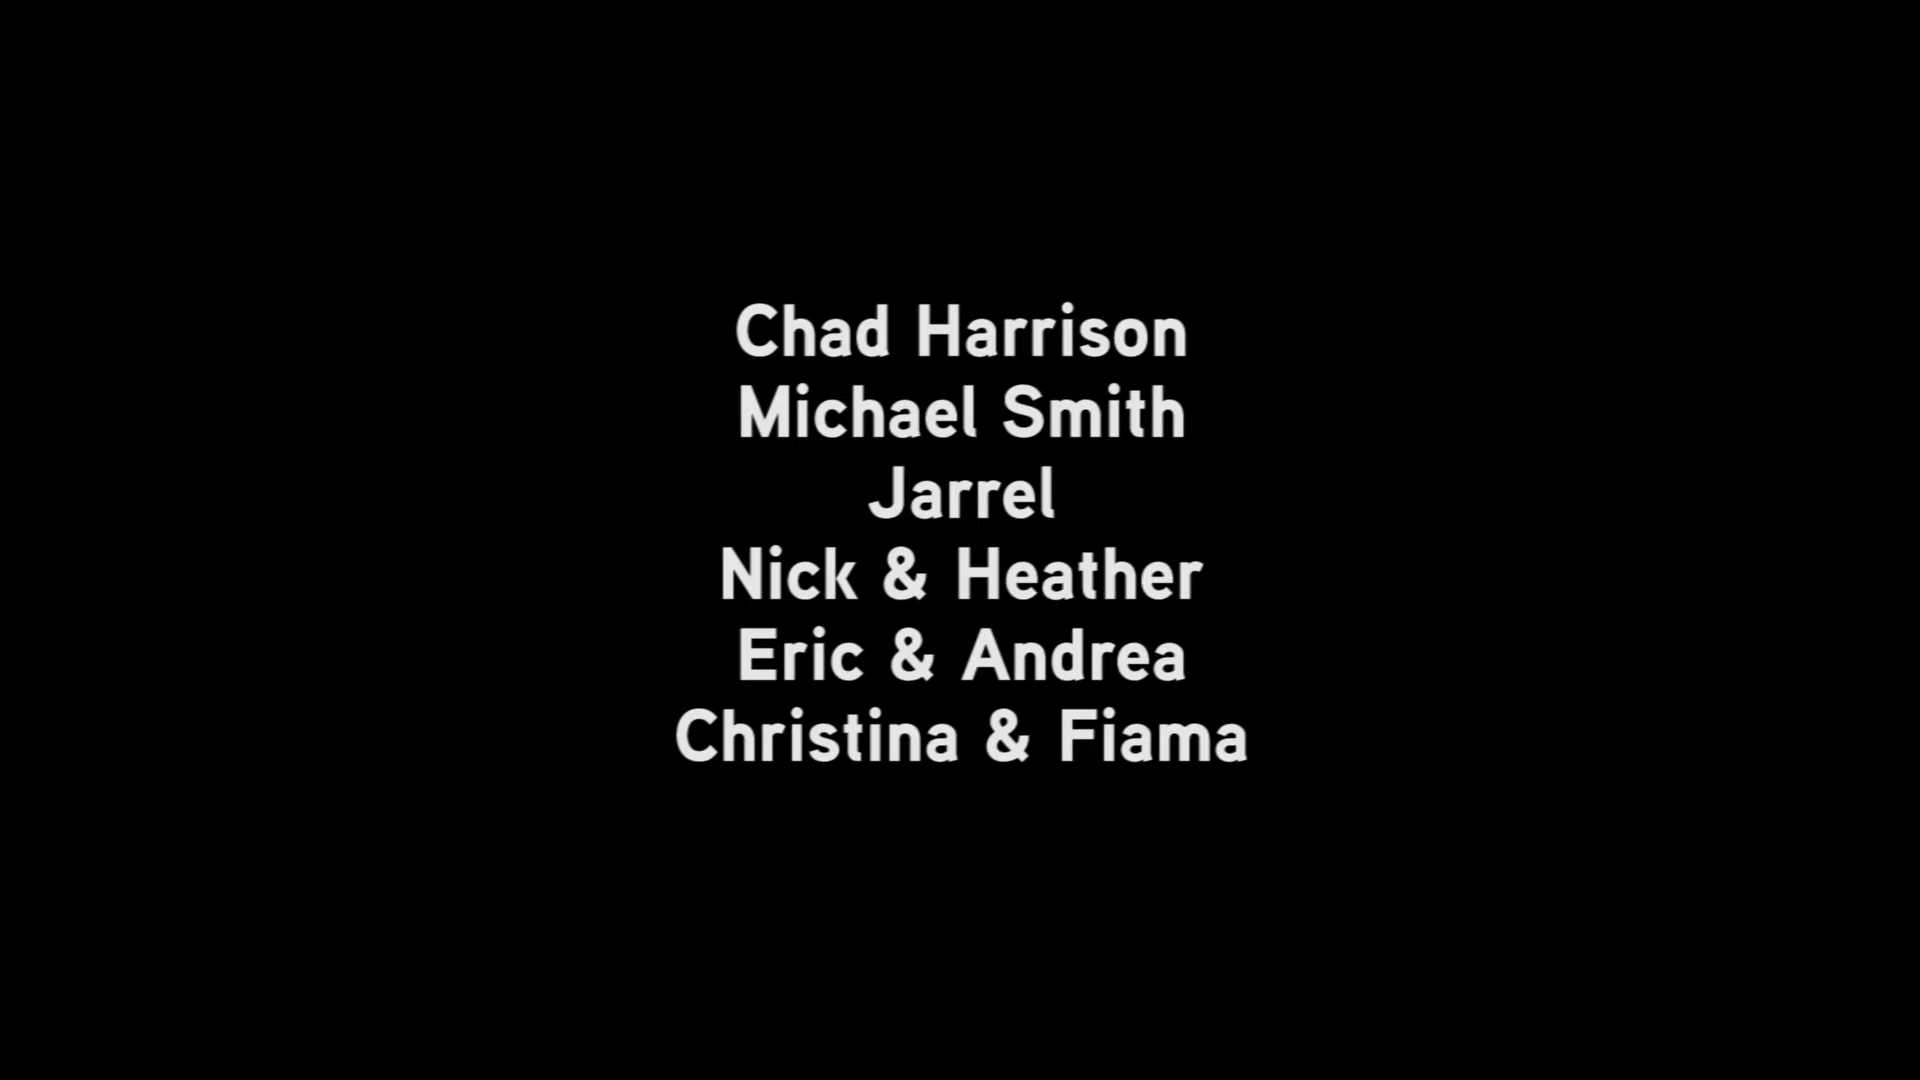 Chad Harrison
Michael Smith
Jarrel
Nick & Heather
Eric & Andrea
Christina & Fiama